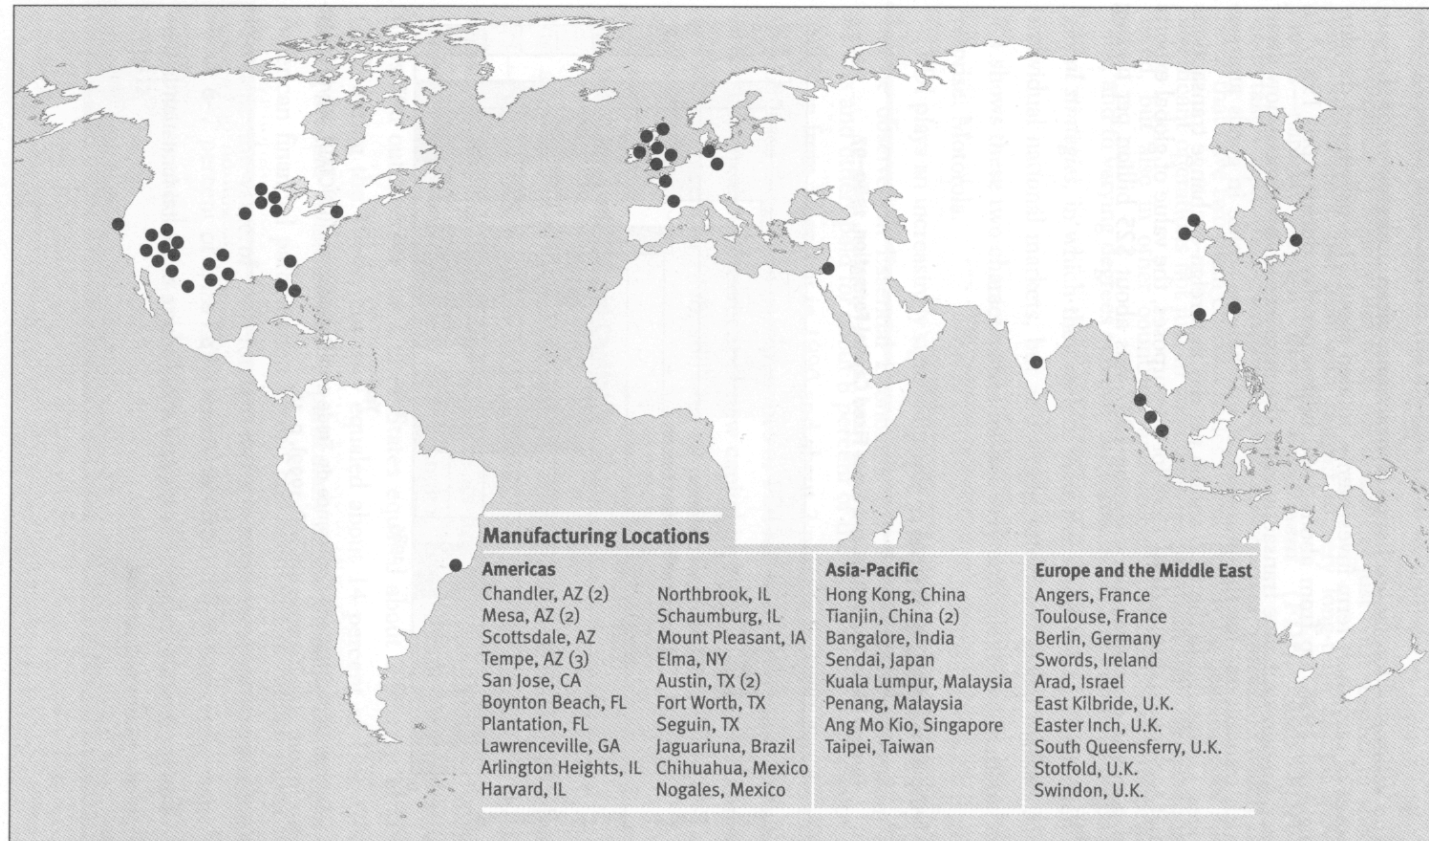 Manufacturing Locations
Americas
Chandler, AZ (2)
Mesa, AZ (2)
Scottsdale, AZ
Tempe, AZ (3)
San Jose, CA
Boynton Beach, FL
Plantation, FL
Lawrenceville, GA
Arlington Heights, IL
Harvard, IL
Northbrook, IL
Schaumburg, IL
Mount Pleasant, IA
Elma, NY
Austin, TX (2)
Fort Worth, TX
Seguin, TX
Jaguariuna, Brazil
Chihuahua, Mexico
Nogales, Mexico
Asia-Pacific
Hong Kong, China
Tianjin, China (2)
Bangalore, India
Sendai, Japan
Kuala Lumpur, Malaysia
Penang, Malaysia
Ang Mo Kio, Singapore
Taipei, Taiwan
Europe and the Middle East
Angers, France
Toulouse, France
Berlin, Germany
Swords, Ireland
Arad, Israel
East Kilbride, U.K.
Easter Inch, U.K.
South Queensferry, U.K.
Stotfold, U.K.
Swindon, U.K.